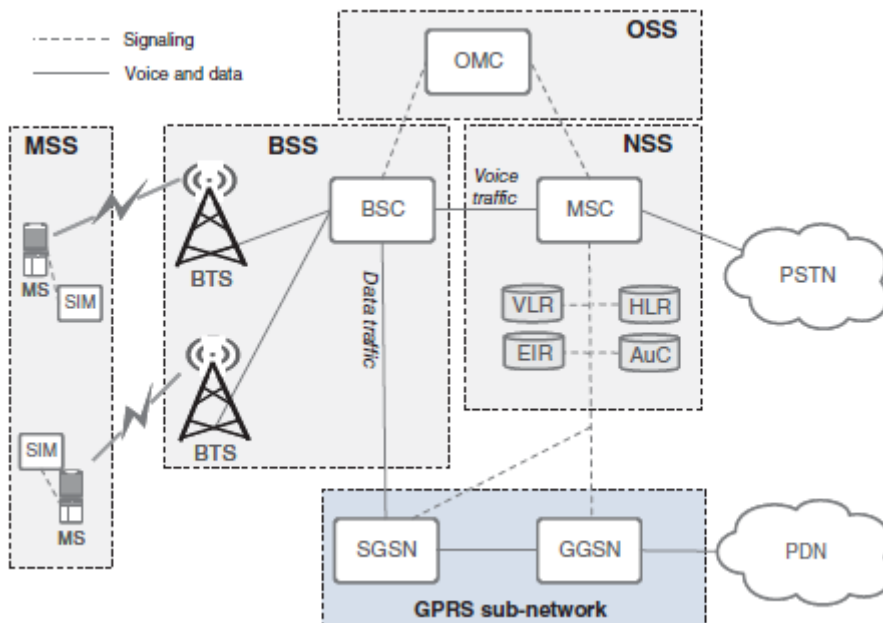 Signaling
Voice and data
OSS
OMC
MSS
BSS
NSS
BSC
Voice
traffic
MSC
MS
SIM
BTS
Data traffic
VLR
HLR
EIR
AuC
PSTN
SIM
MS
BTS
SGSN
GGSN
PDN
GPRS sub-network